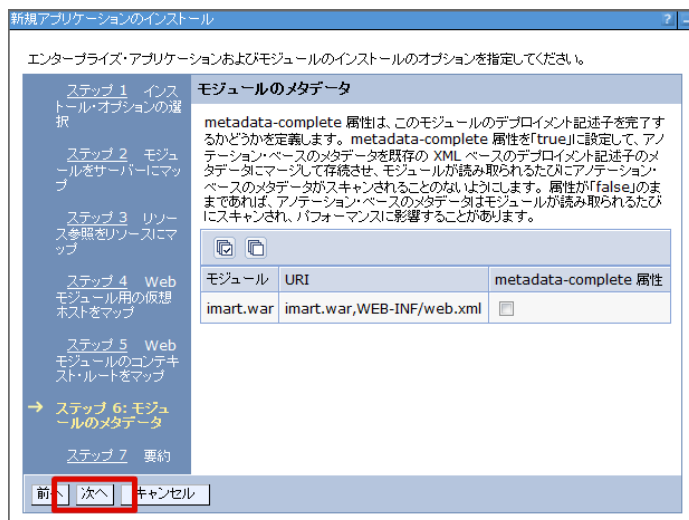 新規アプリケーションのインストール
?
エンタープライズ・アプリケーションおよびモジュールのインストールのオプションを指定してください。
ステップ 1 インス
トール・オプションの選
択
ステップ 2 モジュ
ールをサーバーにマッ
プ
ステップ 3 リソー
ス参照をリソースにマ
ップ
ステップ 4 Web
モジュール用の仮想
ホストをマップ
ステップ 5 Web
モジュールのコンテキ
スト・ルートをマップ
→ ステップ 6: モジュ
ールのメタデータ
ステップ 7 要約
モジュールのメタデータ
metadata-complete 属性は、このモジュールのデプロイメント記述子を完了す
るかどうかを定義します。metadata-complete 属性を「true」に設定して、アノ
テーション・ベースのメタデータを既存の XML ベースのデプロイメント記述子のメ
タデータにマージして存続させ、モジュールが読み取られるたびにアノテーション・
ベースのメタデータがスキャンされることのないようにします。属性が「false」のま
まであれば、アノテーション・ベースのメタデータはモジュールが読み取られるたび
にスキャンされ、パフォーマンスに影響することがあります。
モジュール URI metadata-complete 属性
imart.war imart.war,WEB-INF/web.xml
前へ 次へ キャンセル